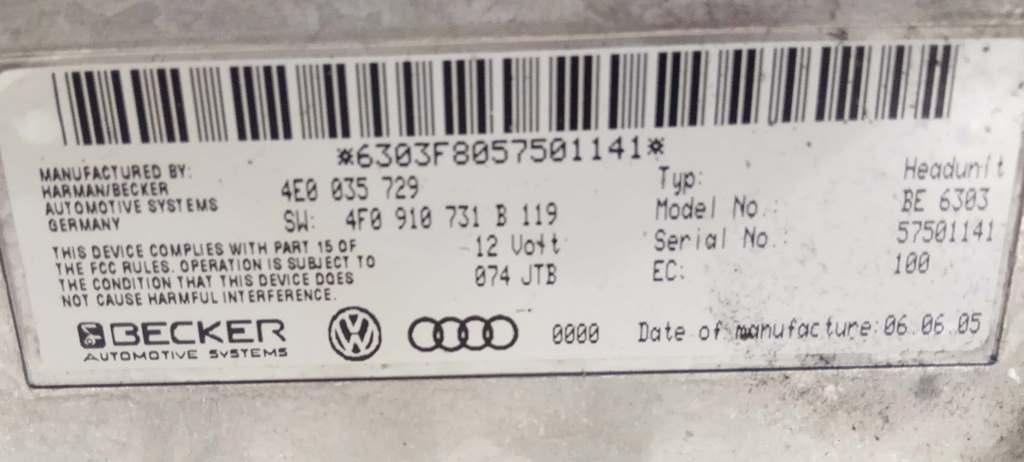 *6303F8057501141*
MANUFACTURED BY:
HARMAN/BECKER
AUTOMOTIVE SYSTEMS
GERMANY
4E0 035 729
SW: 4F0 910 731 B 119
12 Volt
074 JTB
Typ: Headunit
Model No.: BE 6303
Serial No.: 57501141
EC: 100
THIS DEVICE COMPLIES WITH PART 15 OF
THE FCC RULES. OPERATION IS SUBJECT TO
THE CONDITION THAT THIS DEVICE DOES
NOT CAUSE HARMFUL INTERFERENCE.
BECKER
AUTOMOTIVE SYSTEMS
VW
0000
Date of manufacture: 06.06.05